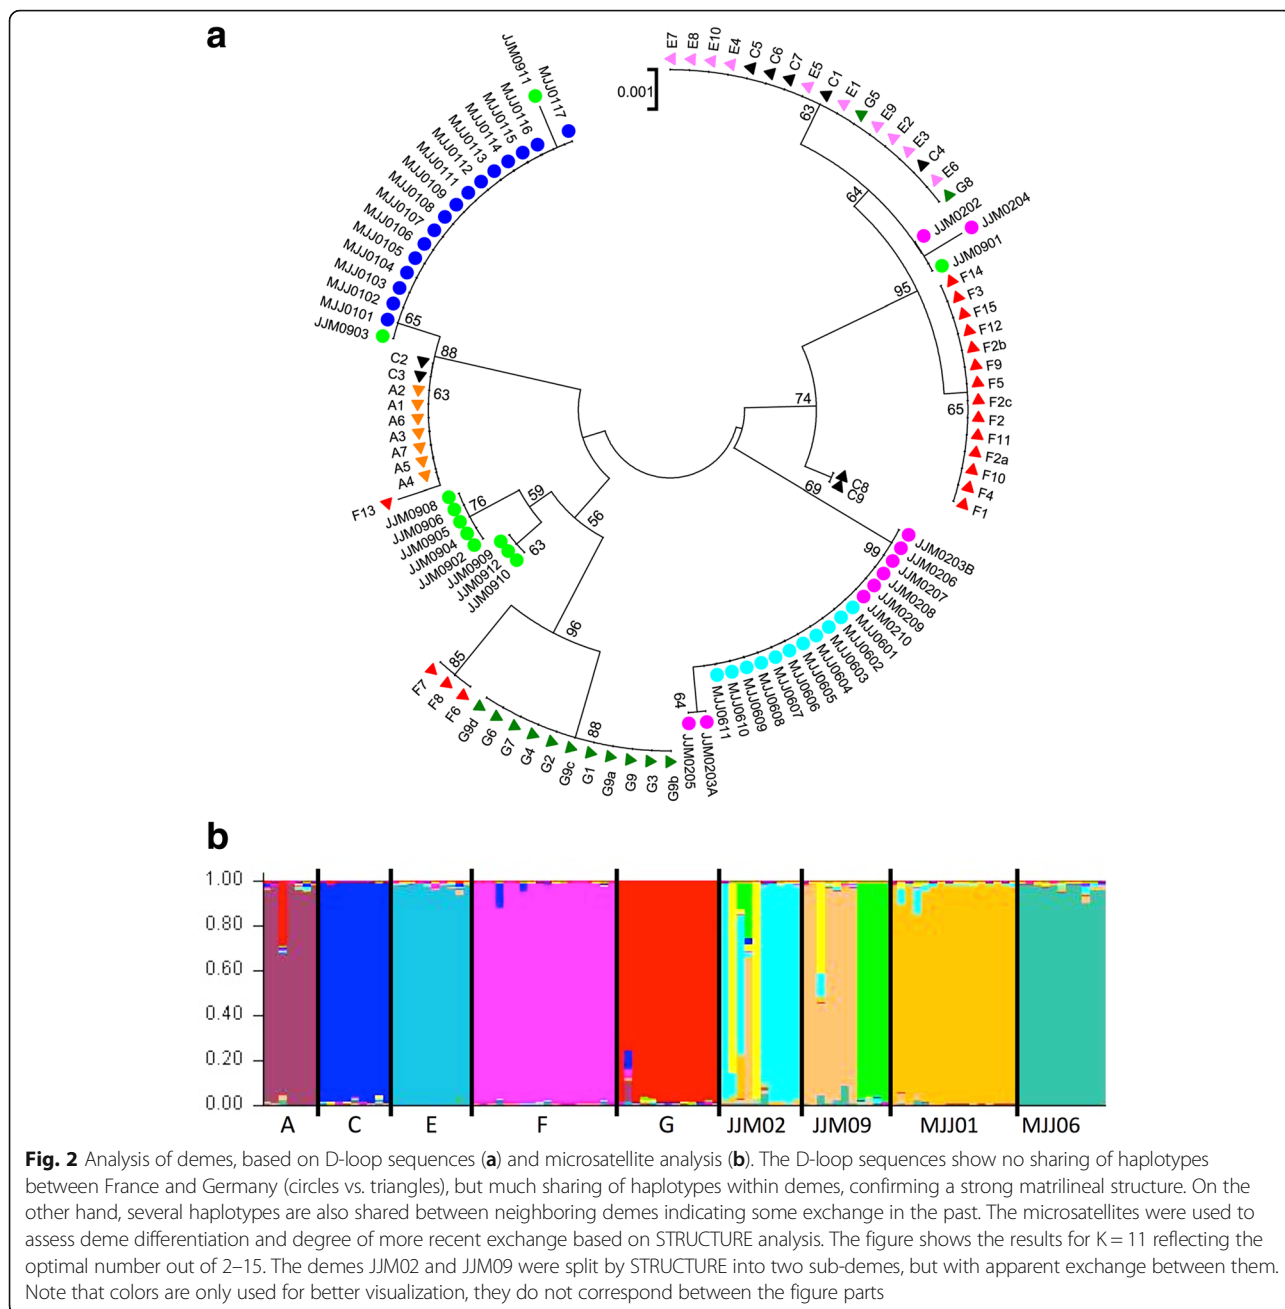 a
E7
E8
E10
E4
C5
C6
C7
E5
C1
E1
G5
E9
E2
E3
C4
E6
G8
JJM0202
JJM0204
JJM0901
F14
F3
F15
F12
F2b
F9
F5
F2c
F2
F11
F2a
F10
F4
F1
C8
C9
JJM0203B
JJM0206
JJM0207
JJM0208
JJM0209
JJM0210
MJJ0601
MJJ0602
MJJ0603
MJJ0604
MJJ0605
MJJ0606
MJJ0607
MJJ0608
MJJ0609
MJJ0610
MJJ0611
JJM0203A
JJM0205
G9b
G3
G9
G9a
G1
G9c
G2
G4
G7
G6
G9d
F6
F8
F7
JJM0910
JJM0912
JJM0909
JJM0902
JJM0904
JJM0905
JJM0906
JJM0908
F13
A4
A5
A7
A3
A6
A1
A2
C3
C2
JJM0903
MJJ0101
MJJ0102
MJJ0103
MJJ0104
MJJ0105
MJJ0106
MJJ0107
MJJ0108
MJJ0109
MJJ0111
MJJ0112
MJJ0113
MJJ0114
MJJ0115
MJJ0116
JJM0911
MJJ0117
0.001
63
64
95
65
74
69
99
64
65
88
63
76
59
63
56
96
85
88
b
1.00
0.80
0.60
0.40
0.20
0.00
A C E F G JJM02 JJM09 MJJ01 MJJ06
Fig. 2 Analysis of demes, based on D-loop sequences (a) and microsatellite analysis (b). The D-loop sequences show no sharing of haplotypes
between France and Germany (circles vs. triangles), but much sharing of haplotypes within demes, confirming a strong matrilineal structure. On the
other hand, several haplotypes are also shared between neighboring demes indicating some exchange in the past. The microsatellites were used to
assess deme differentiation and degree of more recent exchange based on STRUCTURE analysis. The figure shows the results for K = 11 reflecting the
optimal number out of 2–15. The demes JJM02 and JJM09 were split by STRUCTURE into two sub-demes, but with apparent exchange between them.
Note that colors are only used for better visualization, they do not correspond between the figure parts